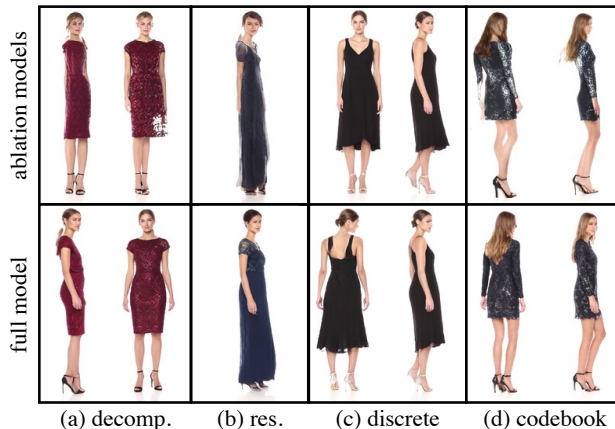 ablation models
full model
(a) decomp.
(b) res.
(c) discrete
(d) codebook